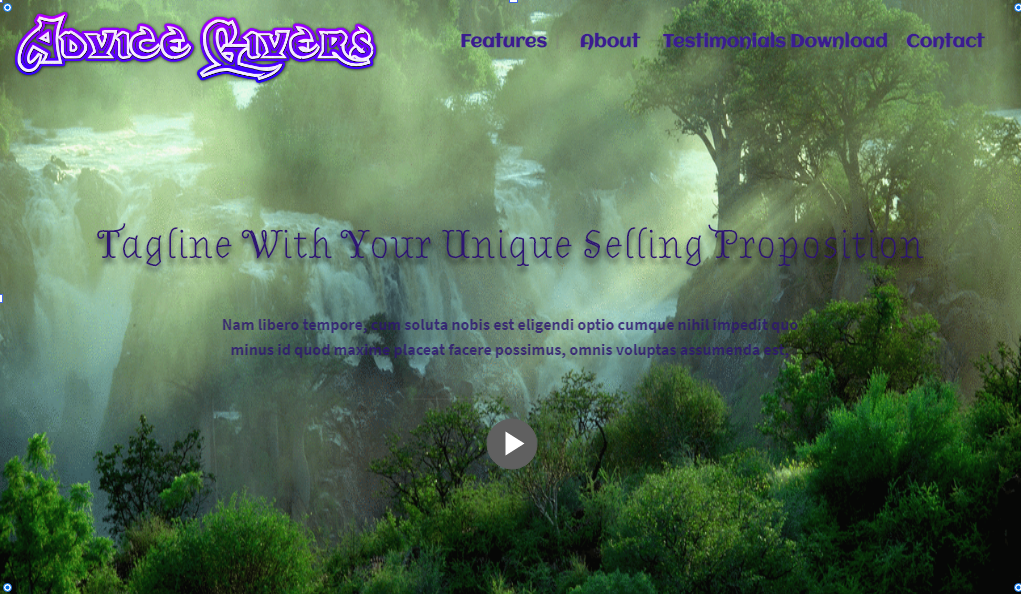 Advice Givers
Features About Testimonials Download Contact
Tagline With Your Unique Selling Proposition
Nam libero tempore, cum soluta nobis est eligendi optio cumque nihil impedit quo
minus id quod maxime placeat facere possimus, omnis voluptas assumenda est,